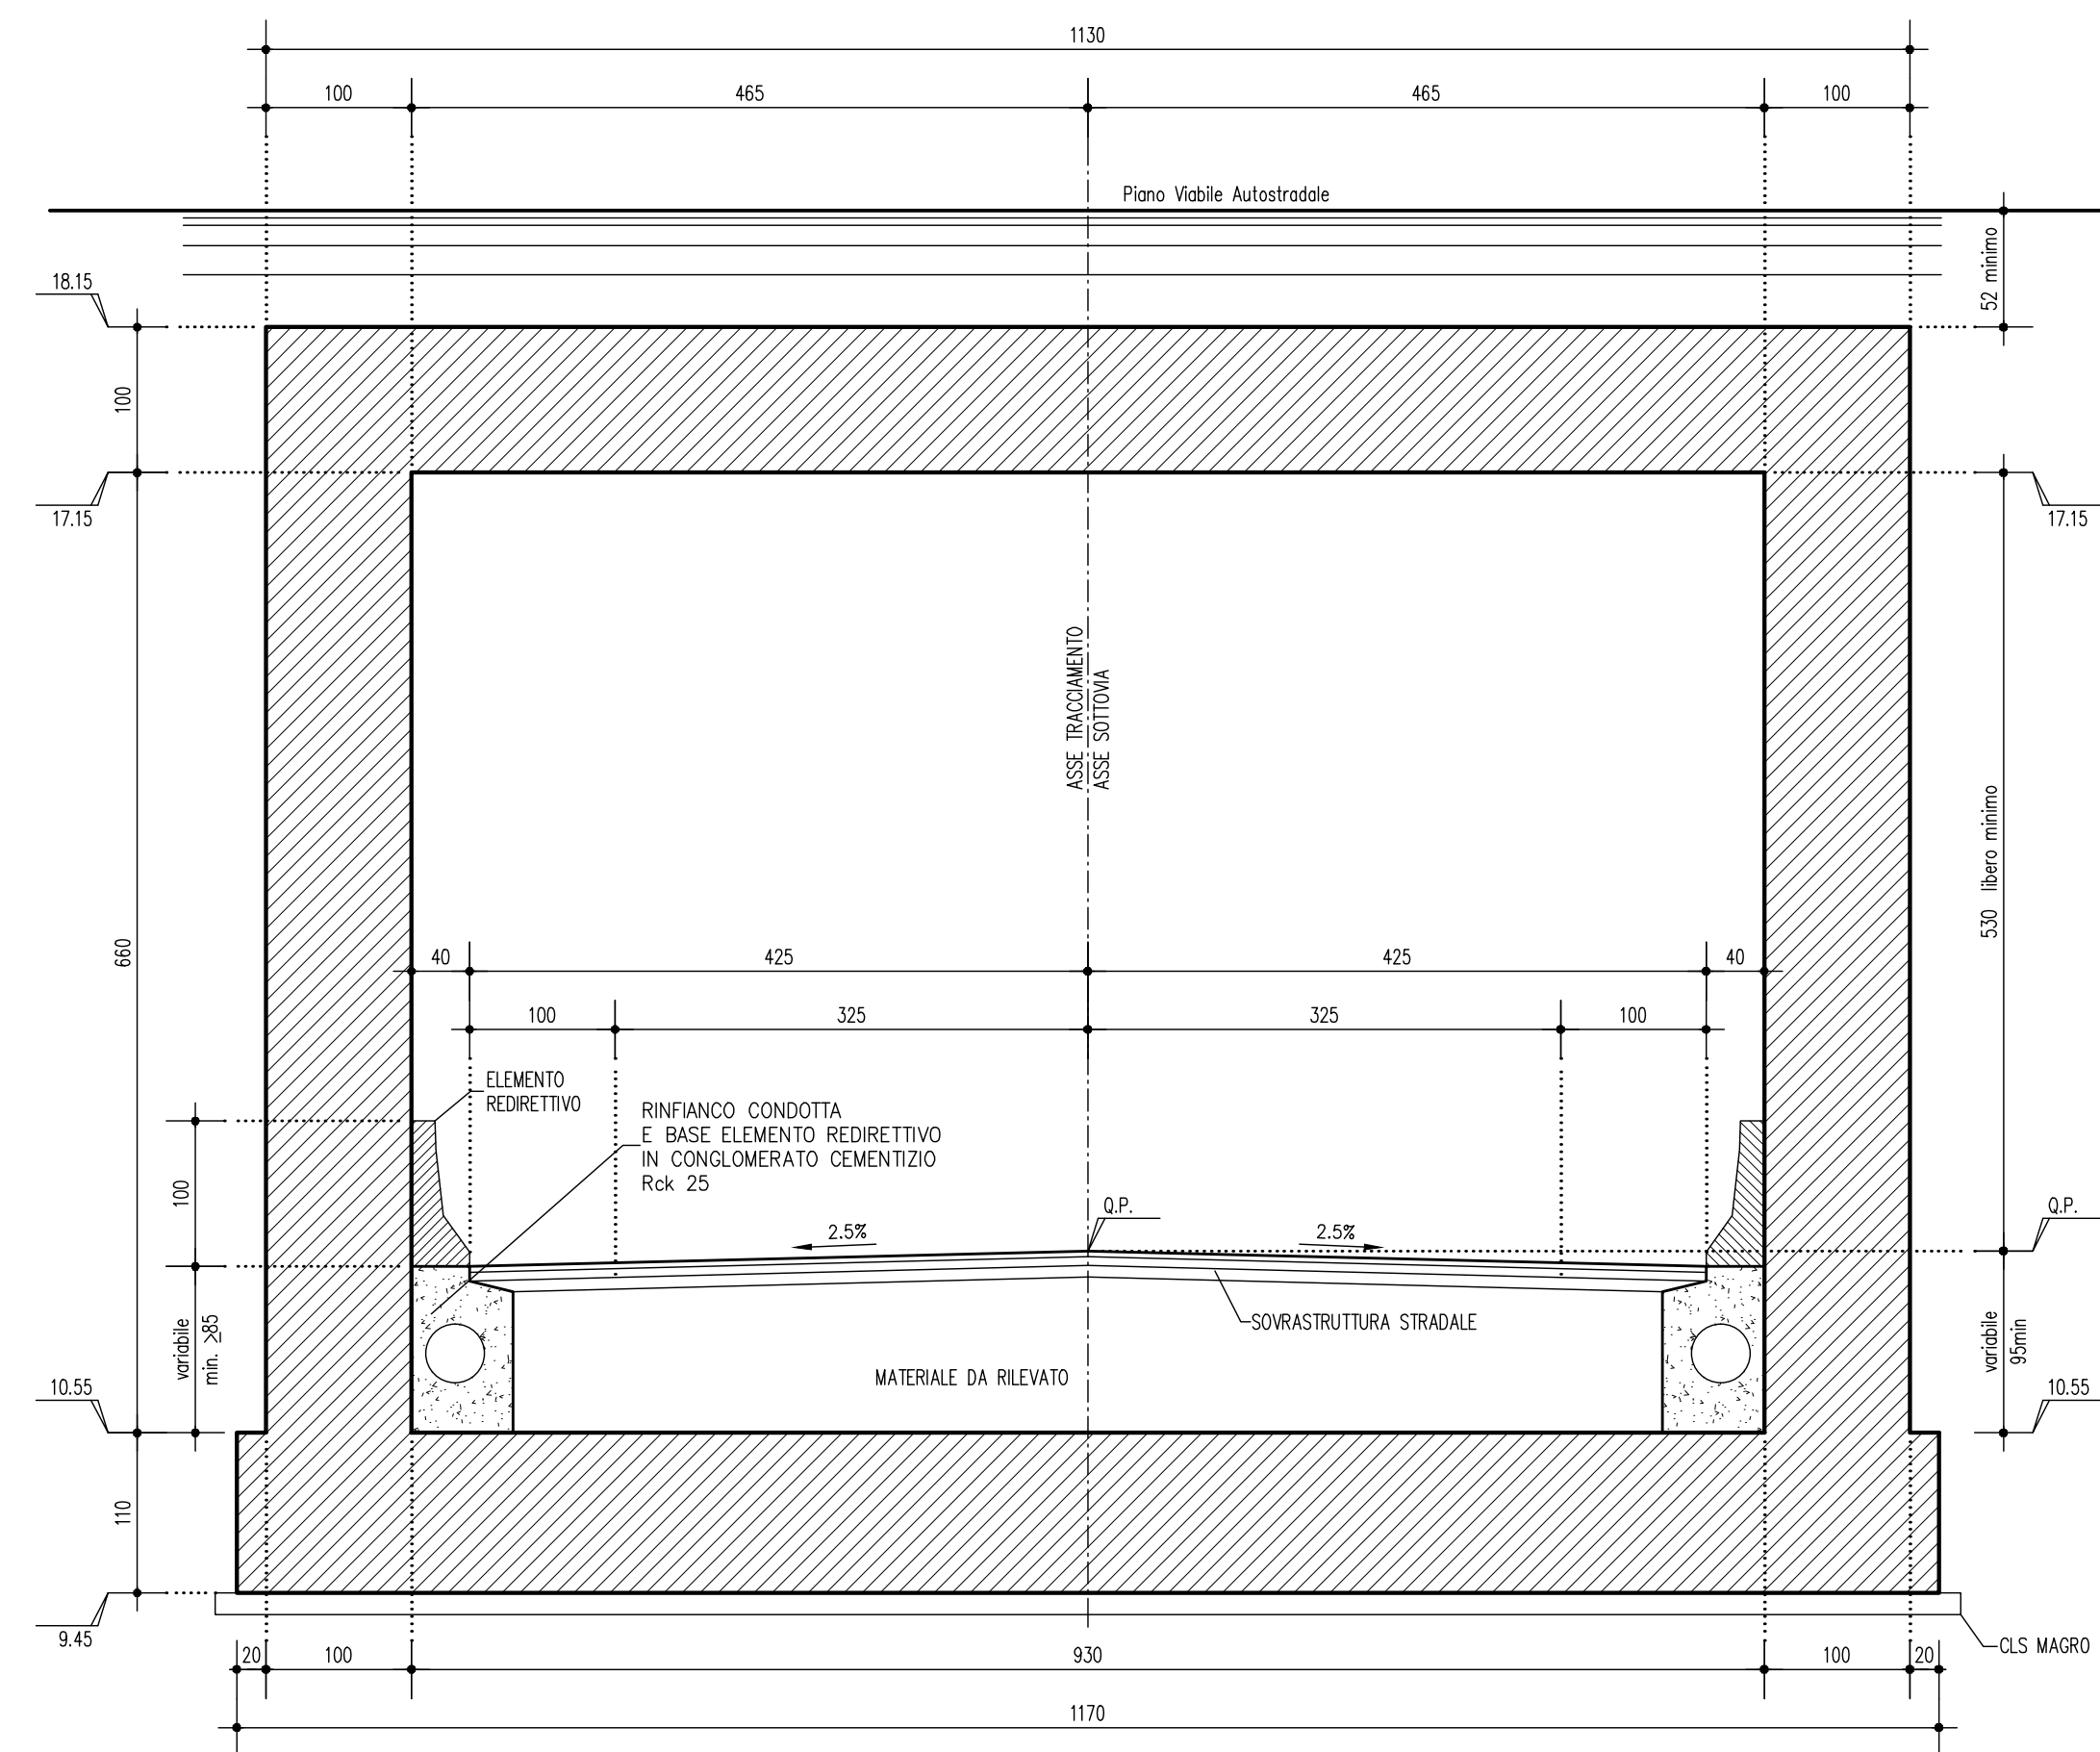 1130
100 465 465 100
Piano Viabile Autostradale
52 minimo
18.15
100
17.15
17.15
ASSE TRACCIAMENTO
ASSE SOTTOVIA
530 libero minimo
660
40 425 425 40
100 325 325 100
ELEMENTO
REDIRETTIVO
RINFIANCO CONDOTTA
E BASE ELEMENTO REDIRETTIVO
IN CONGLOMERATO CEMENTIZIO
Rck 25
100
Q.P.
Q.P.
2.5% 2.5%
SOVRASTRUTTURA STRADALE
variabile
min. ≥85
variabile
95min
MATERIALE DA RILEVATO
10.55
10.55
110
9.45
CLS MAGRO
20 100 930 100 20
1170